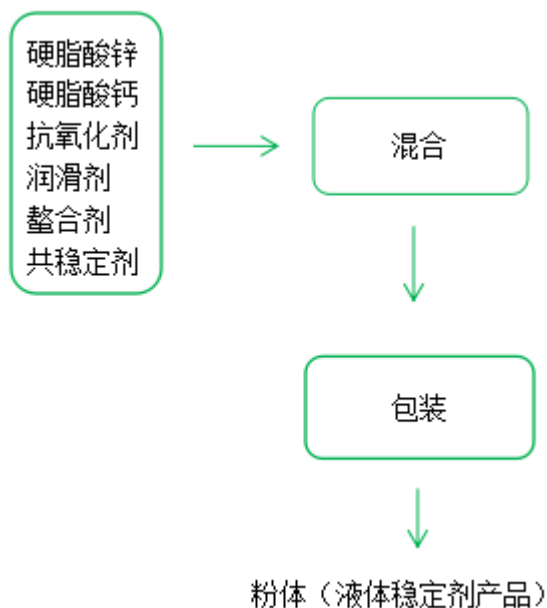 硬脂酸锌
硬脂酸钙
抗氧化剂
润滑剂
螯合剂
共稳定剂
混合
包装
粉体（液体稳定剂产品）